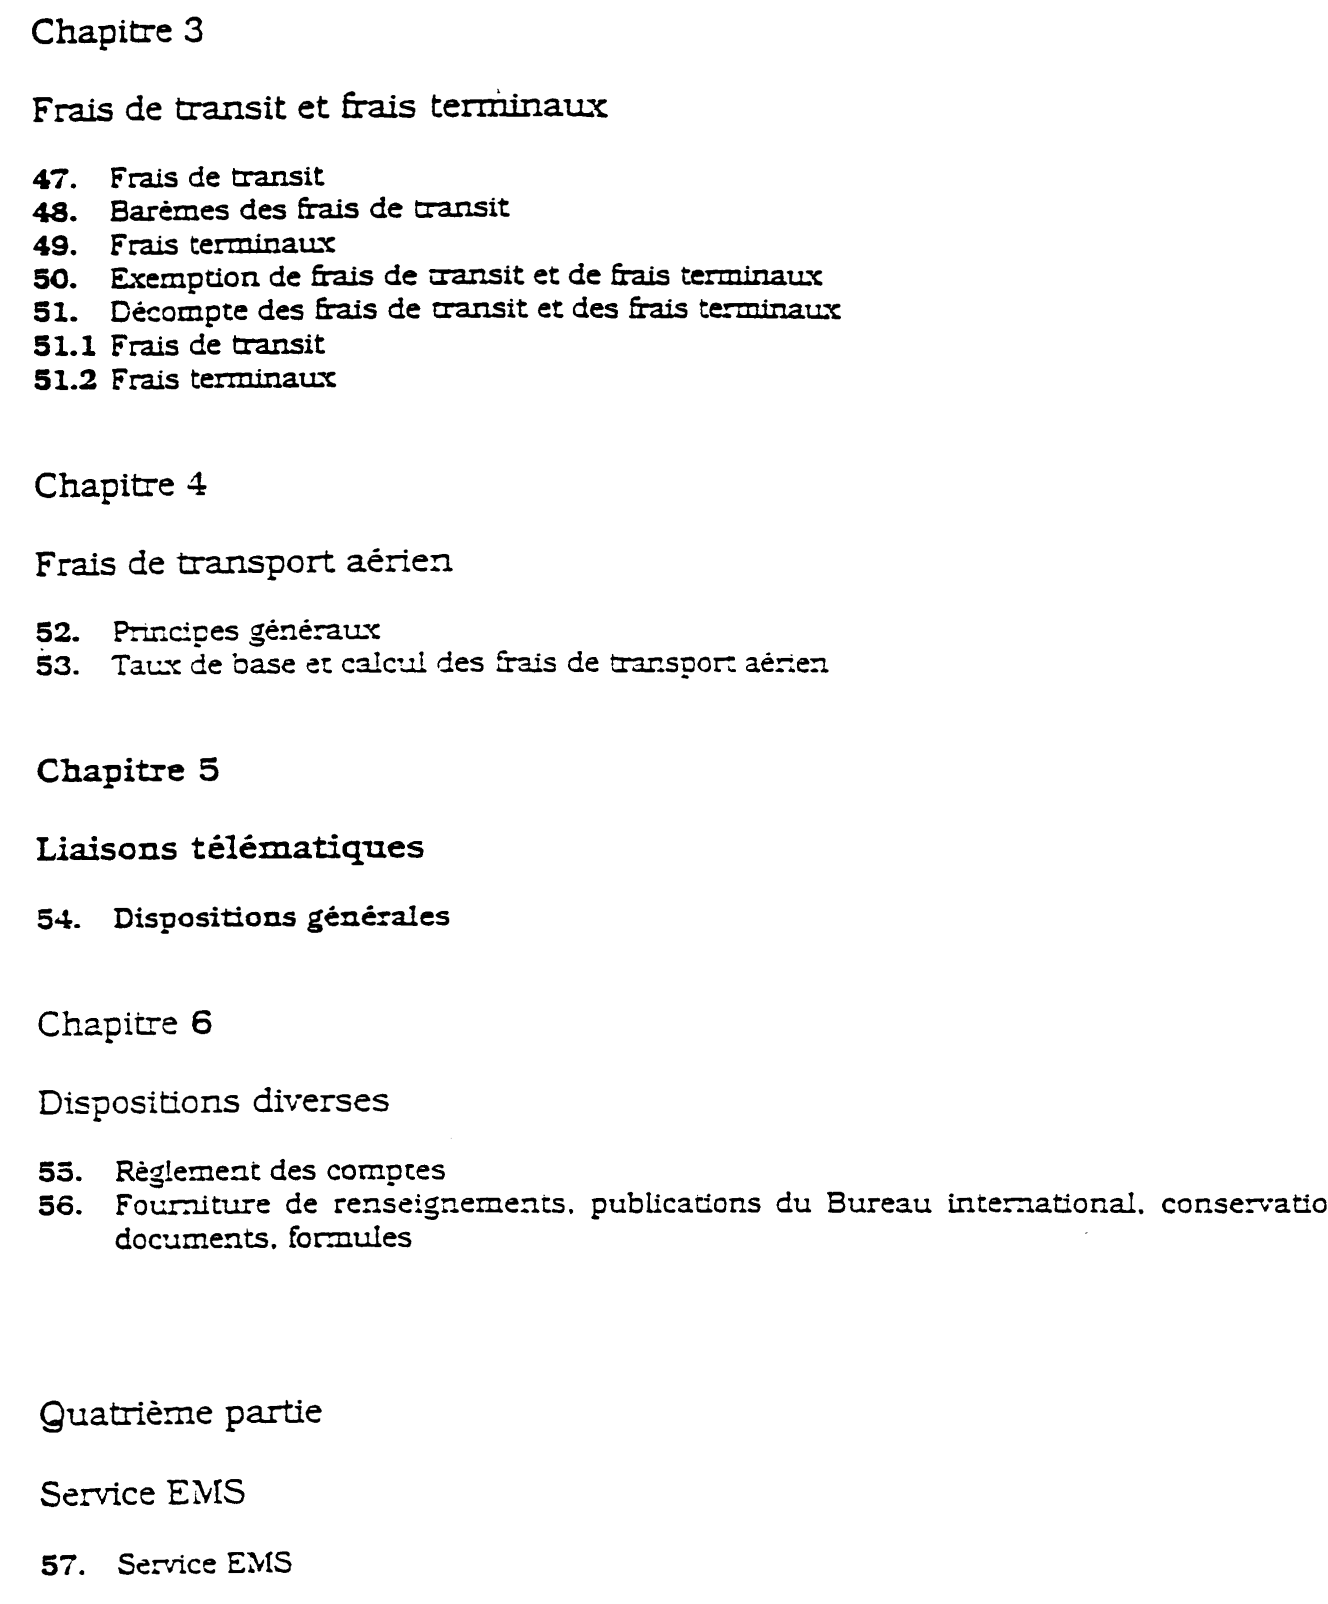 Chapitre 3
Frais de transit et frais terminaux
47. Frais de transit
48. Barèmes des frais de transit
49. Frais terminaux
50. Exemption de frais de transit et de frais terminaux
51. Décompte des frais de transit et des frais terminaux
51.1 Frais de transit
51.2 Frais terminaux
Chapitre 4
Frais de transport aérien
52. Principes généraux
53. Taux de base et calcul des frais de transport aérien
Chapitre 5
Liaisons télématiques
54. Dispositions générales
Chapitre 6
Dispositions diverses
55. Règlement des comptes
56. Fourniture de renseignements, publications du Bureau international, conservatio
documents, formules
Quatrième partie
Service EMS
57. Service EMS